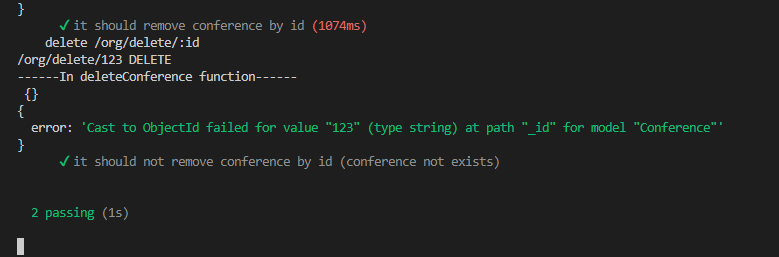 }
✓ it should remove conference by id (1074ms)
delete /org/delete/:id
/org/delete/123 DELETE
------In deleteConference function------
{}
{
error: 'Cast to ObjectId failed for value "123" (type string) at path "_id" for model "Conference"'
}
✓ it should not remove conference by id (conference not exists)
2 passing (1s)